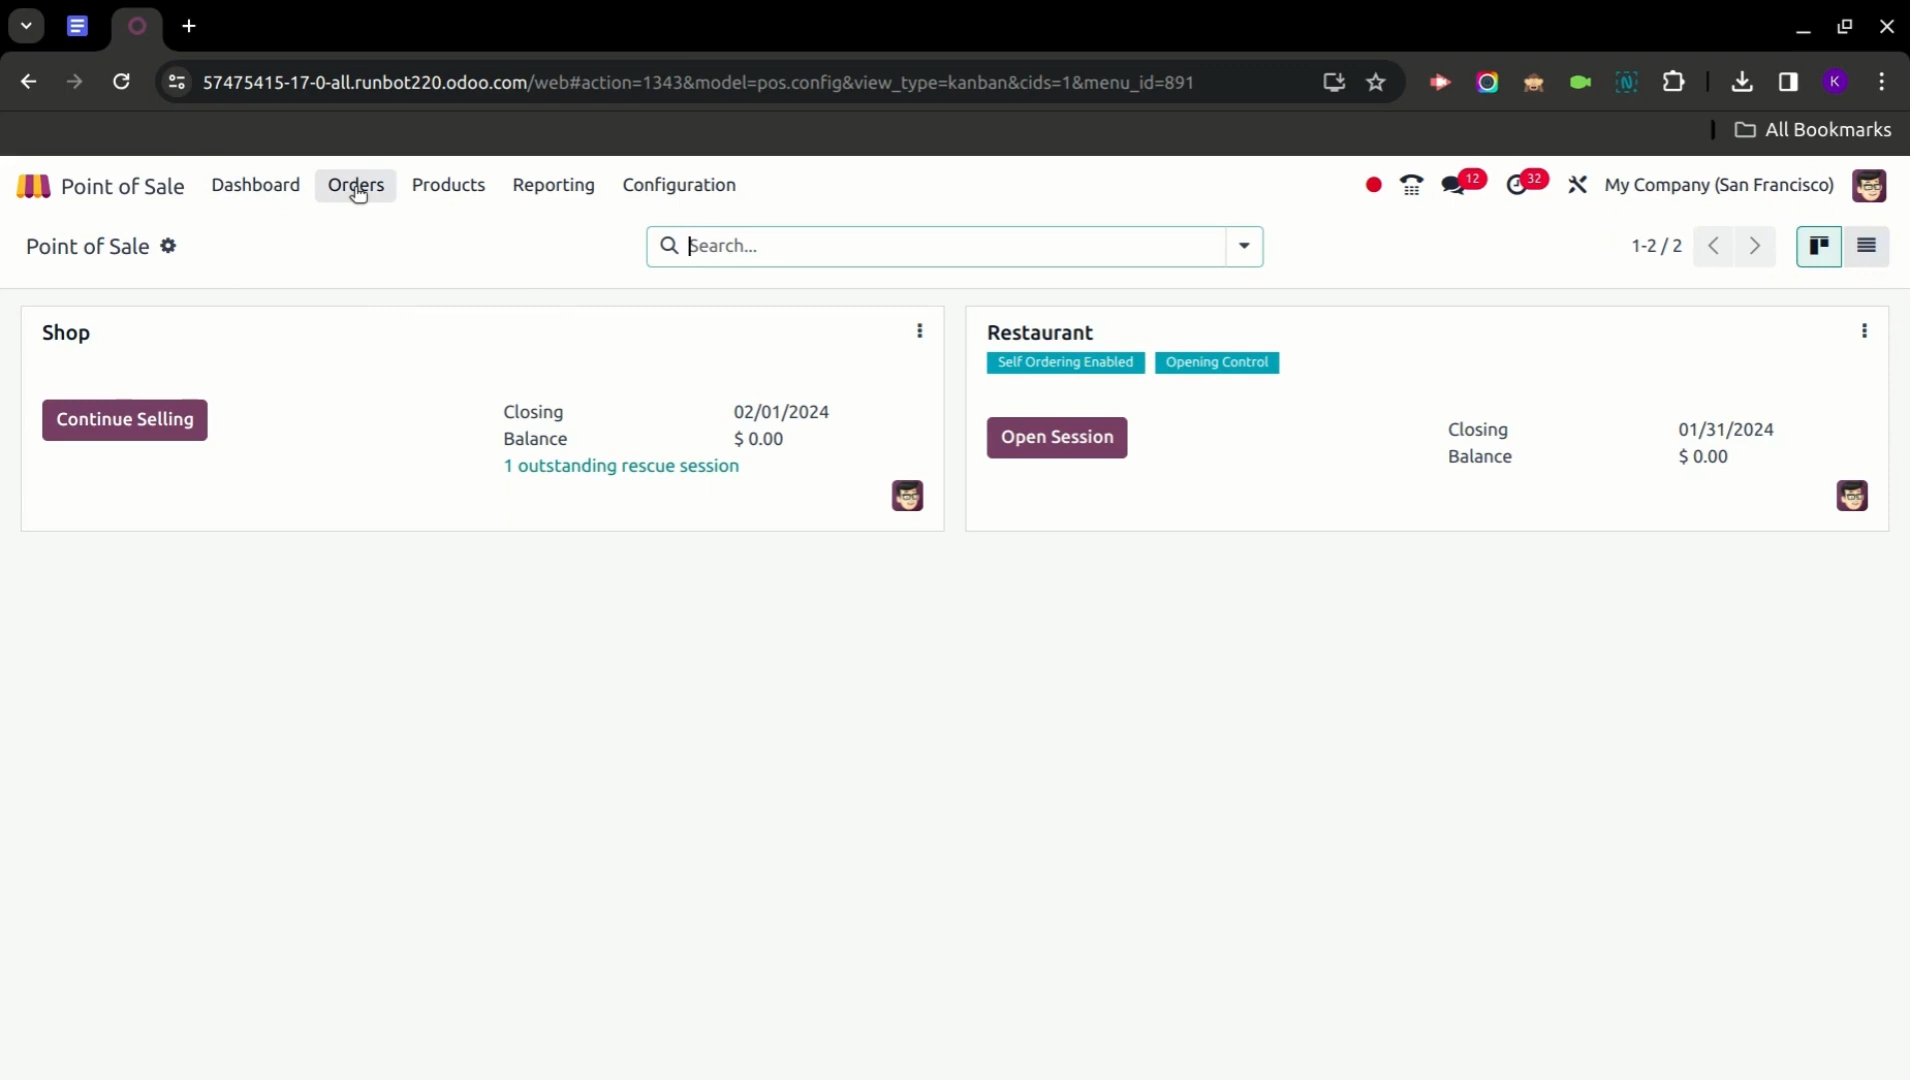 57475415-17-0-all.runbot220.odoo.com/web#action=1343&model=pos.config&view_type=kanban&cids=1&menu_id=891
K
All Bookmarks
Point of Sale Dashboard Orders Products Reporting Configuration 12 32 My Company (San Francisco)
Point of Sale Search... 1-2 / 2
Shop
Continue Selling
Closing 02/01/2024
Balance $ 0.00
1 outstanding rescue session
Restaurant
Self Ordering Enabled Opening Control
Open Session
Closing 01/31/2024
Balance $ 0.00